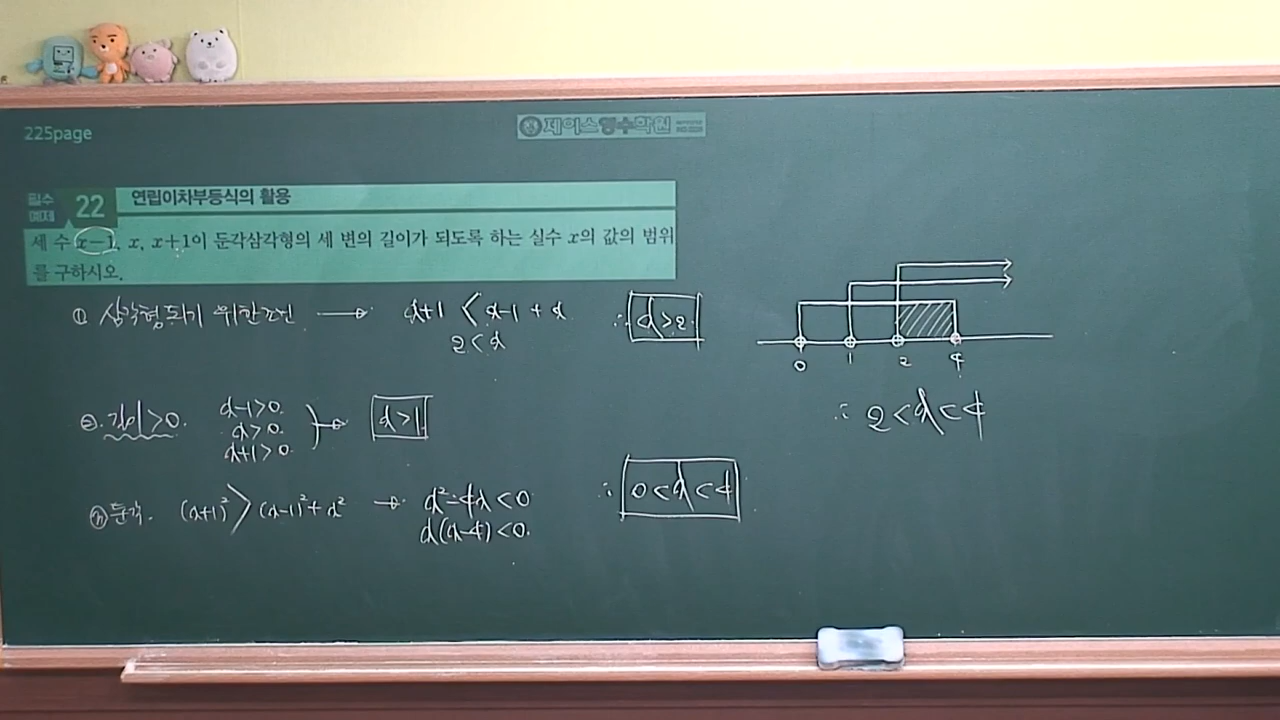 225page
제이스영수학원
필수 예제 22 연립이차부등식의 활용
세 수 x-1, x, x+1이 둔각삼각형의 세 변의 길이가 되도록 하는 실수 x의 값의 범위
를 구하시오.
① 삼각형되기 위한조건 → x+1 < x-1 + x ∴ x>2
2<x
②. 길이>0. x-1>0.
x>0.
x+1>0
→ x>1
③ 둔각. (x+1)² > (x-1)² + x² → x²-4x<0
x(x-4)<0.
∴ 0<x<4
0 1 2 4
∴ 2<x<4